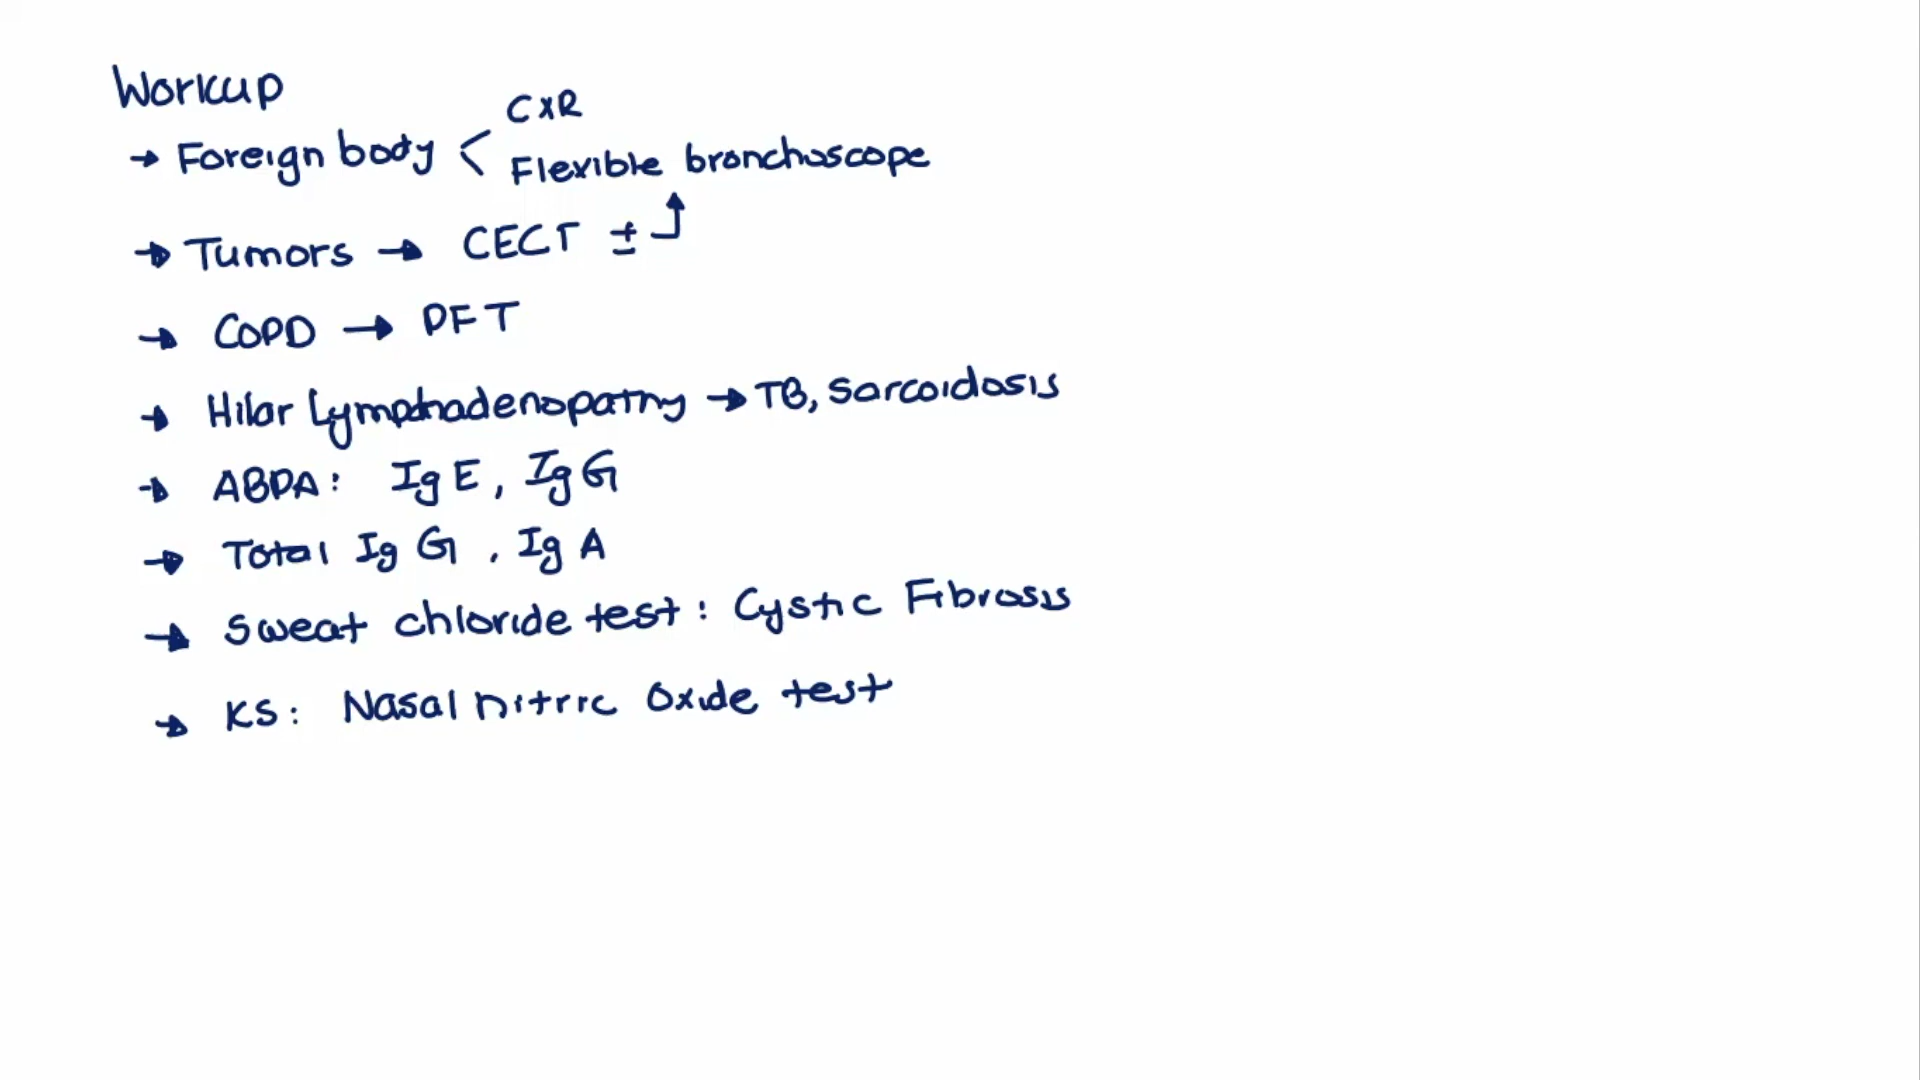 Workup
→ Foreign body < CXR
Flexible bronchoscope
→ Tumors → CECT ±
→ COPD → PFT
→ Hilar Lymphadenopathy → TB, Sarcoidosis
→ ABPA: IgE, IgG
→ Total IgG, IgA
→ Sweat chloride test: Cystic Fibrosis
→ KS: Nasal nitric Oxide test